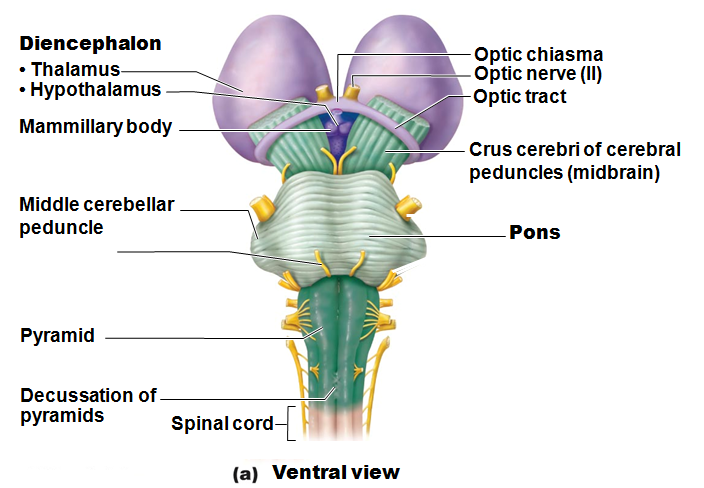 Diencephalon
• Thalamus
• Hypothalamus
Mammillary body
Middle cerebellar
peduncle
Pyramid
Decussation of
pyramids
Spinal cord
Optic chiasma
Optic nerve (II)
Optic tract
Crus cerebri of cerebral
peduncles (midbrain)
Pons
(a) Ventral view